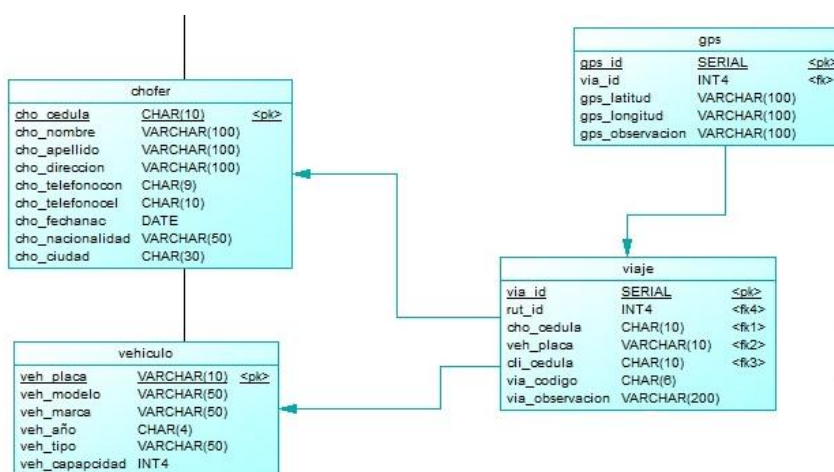 gps
gps_id SERIAL <pk>
via_id INT4 <fk>
gps_latitud VARCHAR(100)
gps_longitud VARCHAR(100)
gps_observacion VARCHAR(100)
chofer
cho_cedula CHAR(10) <pk>
cho_nombre VARCHAR(100)
cho_apellido VARCHAR(100)
cho_direccion VARCHAR(100)
cho_telefonocon CHAR(9)
cho_telefonocel CHAR(10)
cho_fechanac DATE
cho_nacionalidad VARCHAR(50)
cho_ciudad CHAR(30)
viaje
via_id SERIAL <pk>
rut_id INT4 <fk4>
cho_cedula CHAR(10) <fk1>
veh_placa VARCHAR(10) <fk2>
cli_cedula CHAR(10) <fk3>
via_codigo CHAR(6)
via_observacion VARCHAR(200)
vehiculo
veh_placa VARCHAR(10) <pk>
veh_modelo VARCHAR(50)
veh_marca VARCHAR(50)
veh_año CHAR(4)
veh_tipo VARCHAR(50)
veh_capapcidad INT4